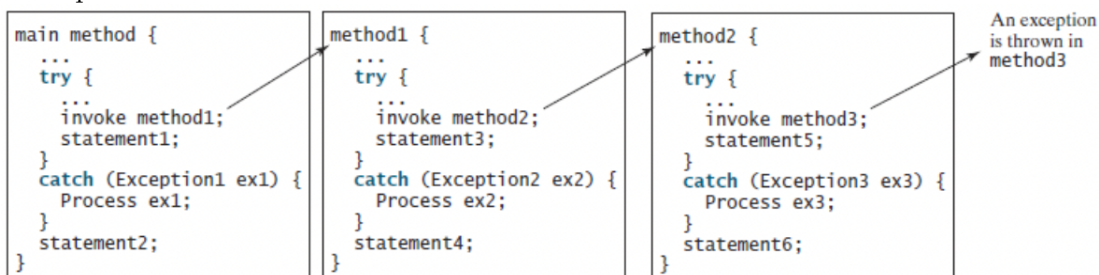 main method {
...
try {
...
invoke method1;
statement1;
}
catch (Exception1 ex1) {
Process ex1;
}
statement2;
}
method1 {
...
try {
...
invoke method2;
statement3;
}
catch (Exception2 ex2) {
Process ex2;
}
statement4;
}
method2 {
...
try {
...
invoke method3;
statement5;
}
catch (Exception3 ex3) {
Process ex3;
}
statement6;
}
An exception
is thrown in
method3